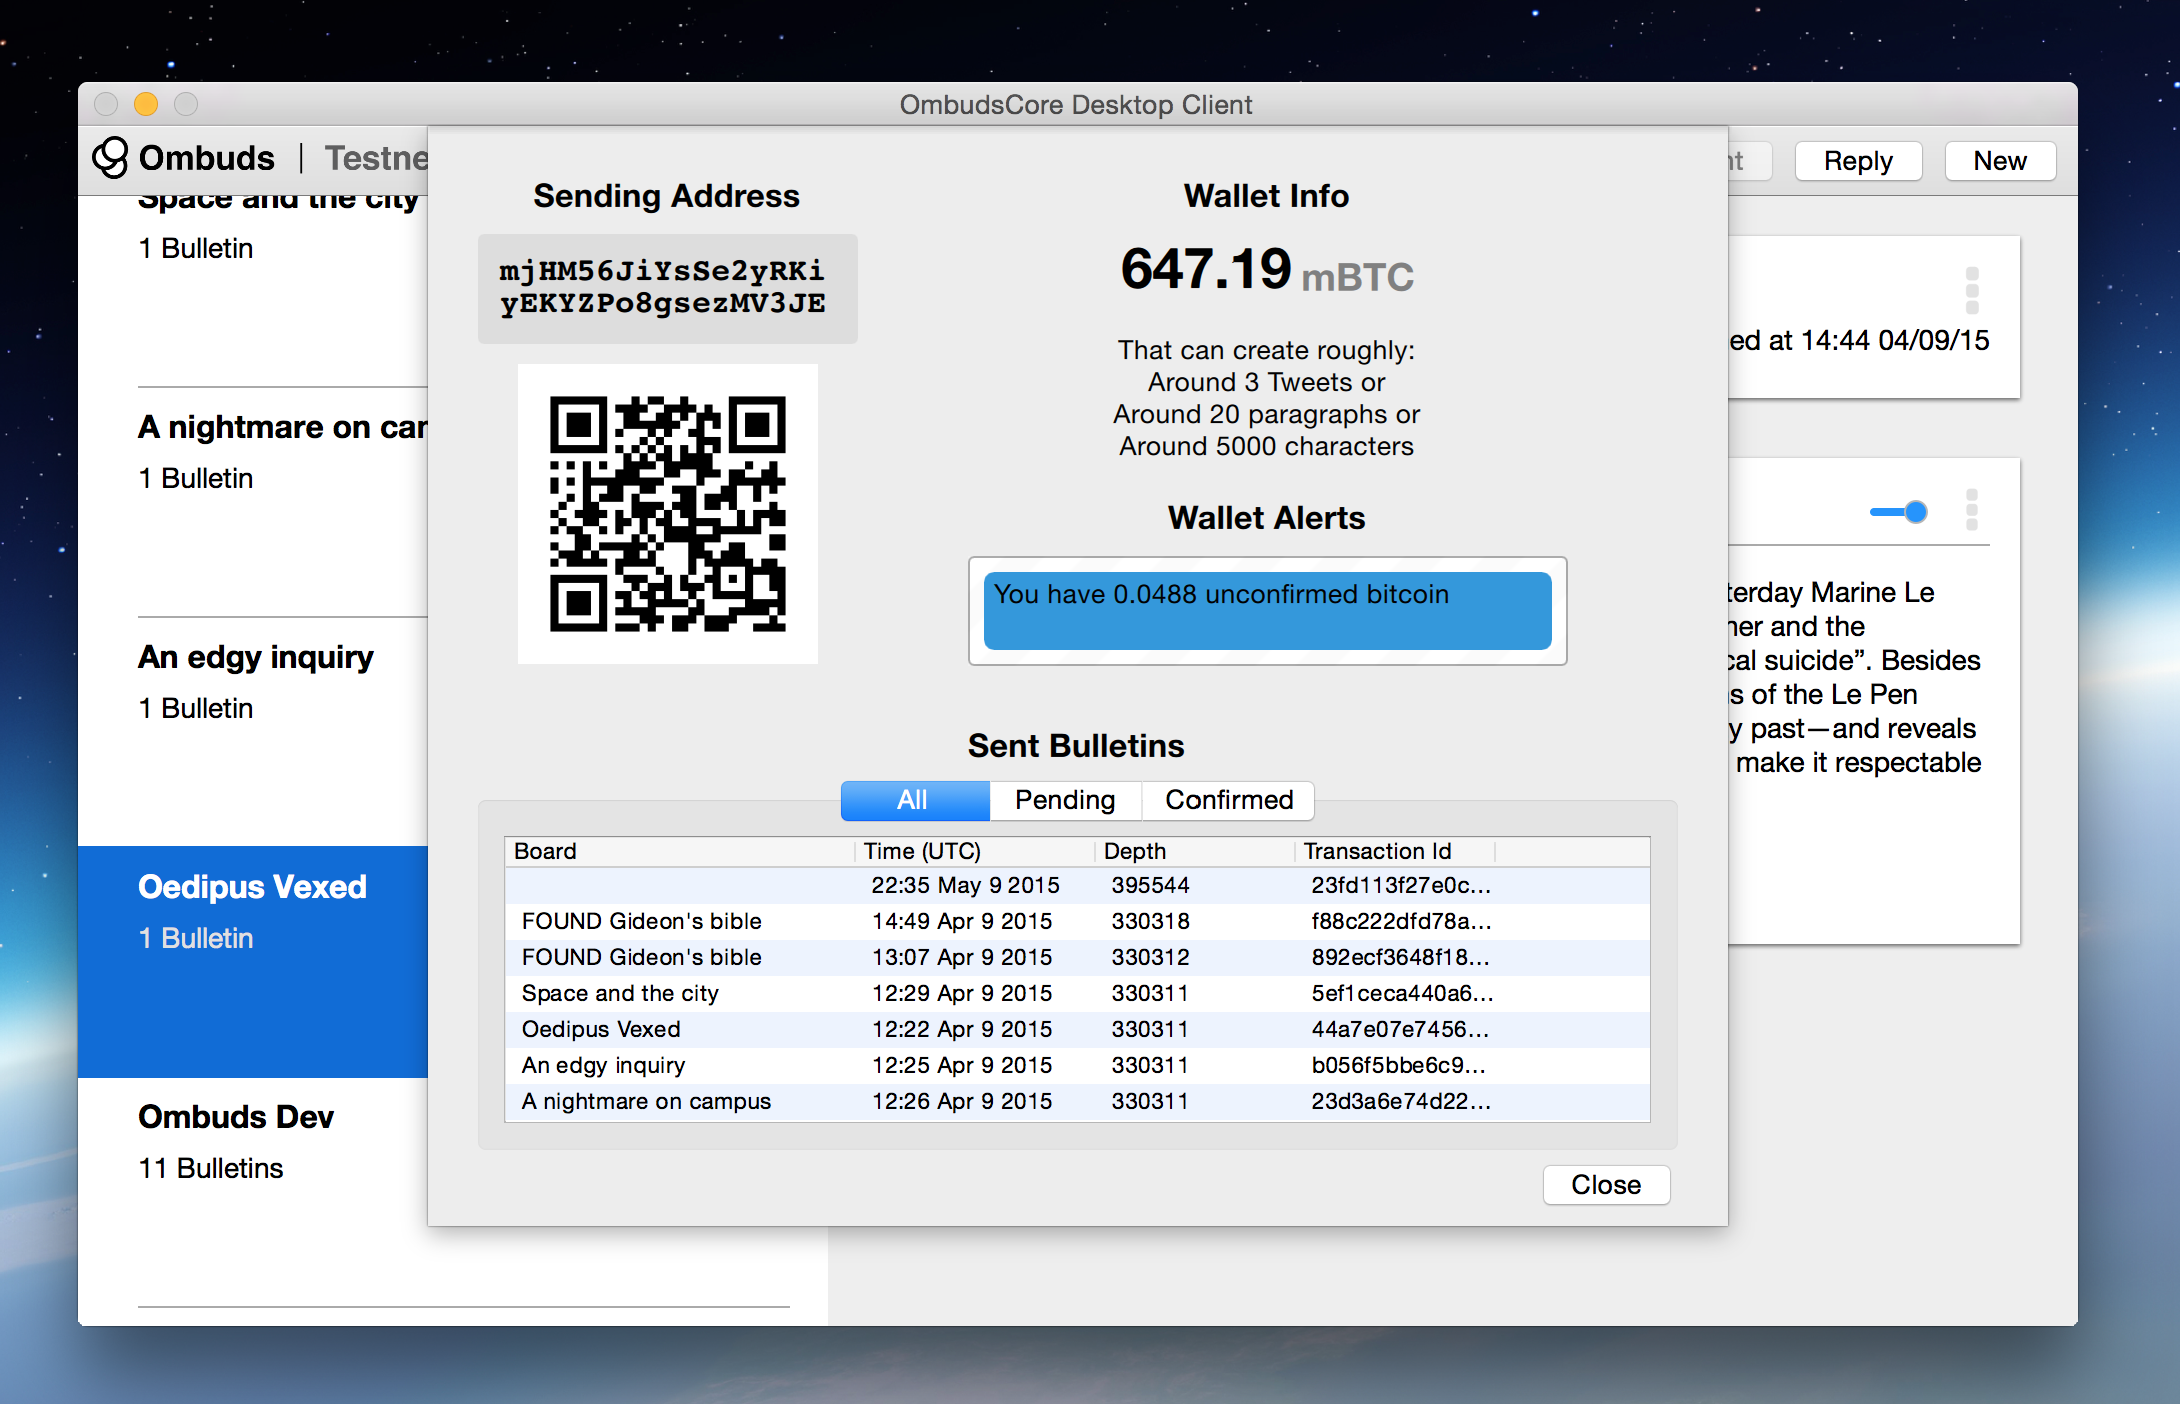 OmbudsCore Desktop Client
Ombuds | Testne
Reply
New
Space and the city
1 Bulletin
A nightmare on
1 Bulletin
An edgy inquiry
1 Bulletin
Oedipus Vexed
1 Bulletin
Ombuds Dev
11 Bulletins
Sending Address
mjHM56JiYsSe2yRKi
yEKYZPo8gsezMV3JE
Wallet Info
647.19 mBTC
That can create roughly:
Around 3 Tweets or
Around 20 paragraphs or
Around 5000 characters
Wallet Alerts
You have 0.0488 unconfirmed bitcoin
Sent Bulletins
All Pending Confirmed
Board Time (UTC) Depth Transaction Id
22:35 May 9 2015 395544 23fd113f27e0c...
FOUND Gideon's bible 14:49 Apr 9 2015 330318 f88c222dfd78a...
FOUND Gideon's bible 13:07 Apr 9 2015 330312 892ecf3648f18...
Space and the city 12:29 Apr 9 2015 330311 5ef1ceca440a6...
Oedipus Vexed 12:22 Apr 9 2015 330311 44a7e07e7456...
An edgy inquiry 12:25 Apr 9 2015 330311 b056f5bbe6c9...
A nightmare on campus 12:26 Apr 9 2015 330311 23d3a6e74d22...
Close
ed at 14:44 04/09/15
terday Marine Le
ner and the
cal suicide”. Besides
s of the Le Pen
y past—and reveals
make it respectable